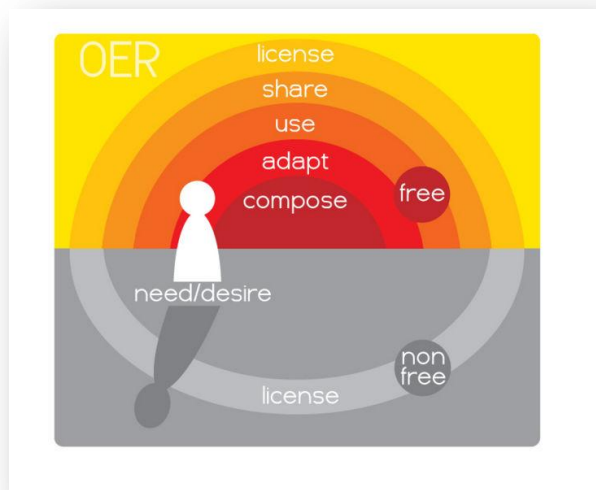 OER
license
share
use
adapt
compose
free
need/desire
non
free
license